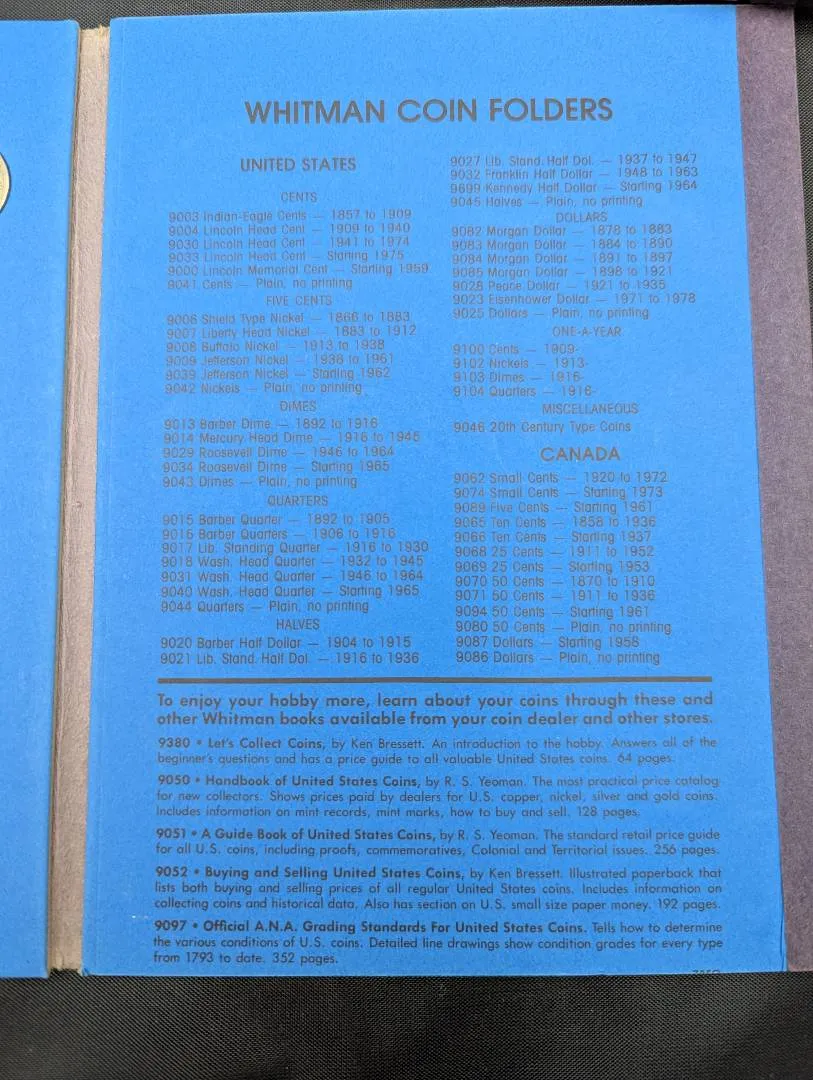 WHITMAN COIN FOLDERS
UNITED STATES
CENTS
9003 Indian-Eagle Cents — 1857 to 1909
9004 Lincoln Head Cent — 1909 to 1940
9030 Lincoln Head Cent — 1941 to 1974
9033 Lincoln Head Cent — Starting 1975
9000 Lincoln Memorial Cent — Starting 1959
9041 Cents — Plain, no printing
FIVE CENTS
9006 Shield Type Nickel — 1866 to 1883
9007 Liberty Head Nickel — 1883 to 1912
9008 Buffalo Nickel — 1913 to 1938
9009 Jefferson Nickel — 1938 to 1961
9039 Jefferson Nickel — Starting 1962
9042 Nickels — Plain, no printing
DIMES
9013 Barber Dime — 1892 to 1916
9014 Mercury Head Dime — 1916 to 1945
9029 Roosevelt Dime — 1946 to 1964
9034 Roosevelt Dime — Starting 1965
9043 Dimes — Plain, no printing
QUARTERS
9015 Barber Quarter — 1892 to 1905
9016 Barber Quarters — 1906 to 1916
9017 Lib. Standing Quarter — 1916 to 1930
9018 Wash. Head Quarter — 1932 to 1945
9031 Wash. Head Quarter — 1946 to 1964
9040 Wash. Head Quarter — Starting 1965
9044 Quarters — Plain, no printing
HALVES
9020 Barber Half Dollar — 1904 to 1915
9021 Lib. Stand. Half Dol. — 1916 to 1936
9027 Lib. Stand. Half Dol. — 1937 to 1947
9032 Franklin Half Dollar — 1948 to 1963
9699 Kennedy Half Dollar — Starting 1964
9045 Halves — Plain, no printing
DOLLARS
9082 Morgan Dollar — 1878 to 1883
9083 Morgan Dollar — 1884 to 1890
9084 Morgan Dollar — 1891 to 1897
9085 Morgan Dollar — 1898 to 1921
9028 Peace Dollar — 1921 to 1935
9023 Eisenhower Dollar — 1971 to 1978
9025 Dollars — Plain, no printing
ONE-A-YEAR
9100 Cents — 1909-
9102 Nickels — 1913-
9103 Dimes — 1916-
9104 Quarters — 1916-
MISCELLANEOUS
9046 20th Century Type Coins
CANADA
9062 Small Cents — 1920 to 1972
9074 Small Cents — Starting 1973
9089 Five Cents — Starting 1961
9065 Ten Cents — 1858 to 1936
9066 Ten Cents — Starting 1937
9068 25 Cents — 1911 to 1952
9069 25 Cents — Starting 1953
9070 50 Cents — 1870 to 1910
9071 50 Cents — 1911 to 1936
9094 50 Cents — Starting 1961
9080 50 Cents — Plain, no printing
9087 Dollars — Starting 1958
9086 Dollars — Plain, no printing
To enjoy your hobby more, learn about your coins through these and
other Whitman books available from your coin dealer and other stores.
9380 • Let's Collect Coins, by Ken Bressett. An introduction to the hobby. Answers all of the
beginner's questions and has a price guide to all valuable United States coins. 64 pages.
9050 • Handbook of United States Coins, by R. S. Yeoman. The most practical price catalog
for new collectors. Shows prices paid by dealers for U.S. copper, nickel, silver and gold coins.
Includes information on mint records, mint marks, how to buy and sell. 128 pages.
9051 • A Guide Book of United States Coins, by R. S. Yeoman. The standard retail price guide
for all U.S. coins, including proofs, commemoratives, Colonial and Territorial issues. 256 pages.
9052 • Buying and Selling United States Coins, by Ken Bressett. Illustrated paperback that
lists both buying and selling prices of all regular United States coins. Includes information on
collecting coins and historical data. Also has section on U.S. small size paper money. 192 pages.
9097 • Official A.N.A. Grading Standards For United States Coins. Tells how to determine
the various conditions of U.S. coins. Detailed line drawings show condition grades for every type
from 1793 to date. 352 pages.